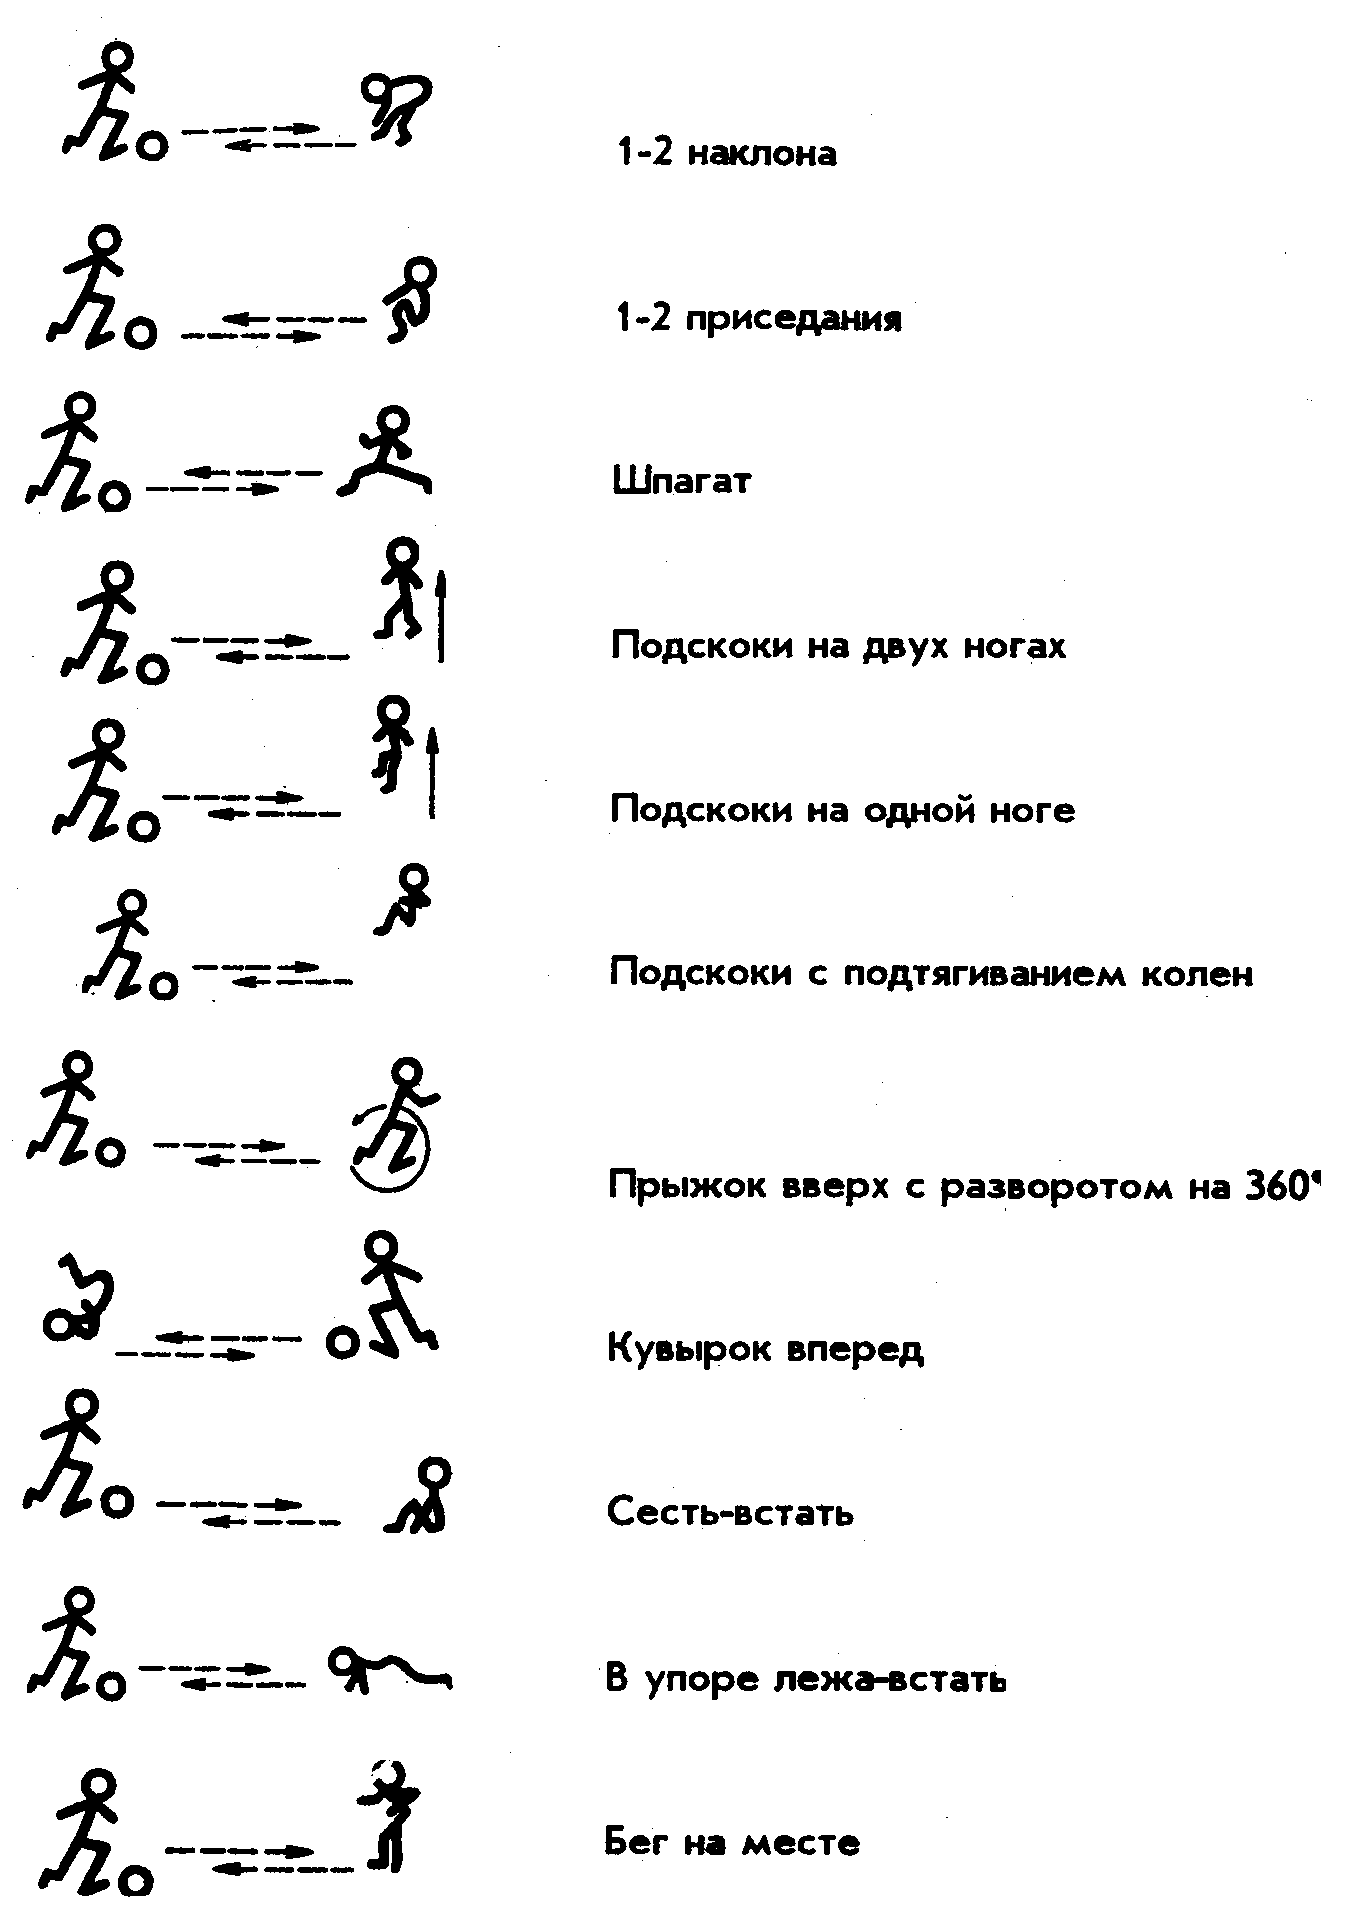 1-2 наклона
1-2 приседания
Шпагат
Подскоки на двух ногах
Подскоки на одной ноге
Подскоки с подтягиванием колен
Прыжок вверх с разворотом на 360°
Кувырок вперед
Сесть-встать
В упоре лежа-встать
Бег на месте